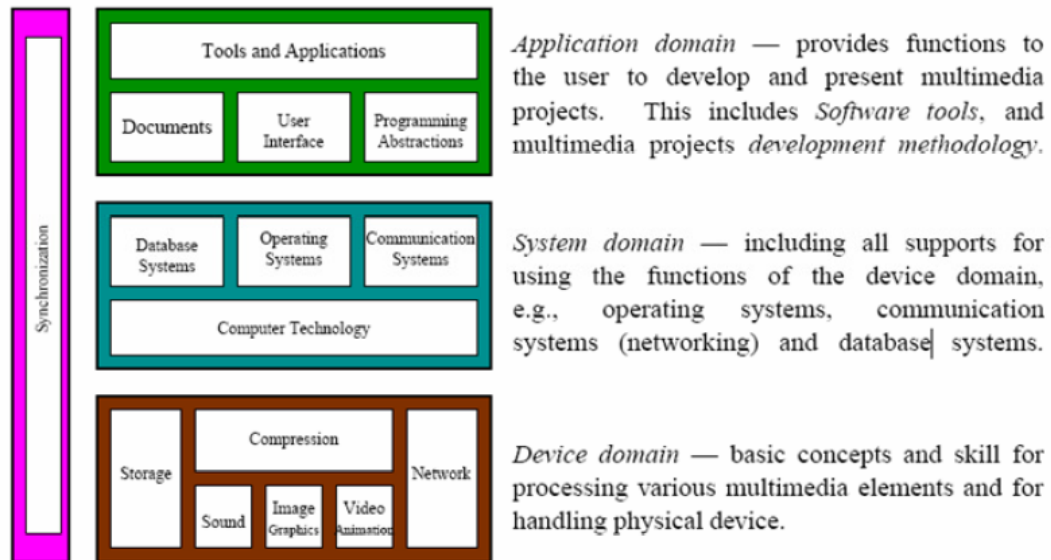 Synchronization
Tools and Applications
Documents
User
Interface
Programming
Abstractions
Application domain — provides functions to
the user to develop and present multimedia
projects. This includes Software tools, and
multimedia projects development methodology.
Database
Systems
Operating
Systems
Communication
Systems
Computer Technology
System domain — including all supports for
using the functions of the device domain,
e.g., operating systems, communication
systems (networking) and database systems.
Storage
Compression
Sound
Image
Graphics
Video
Animation
Network
Device domain — basic concepts and skill for
processing various multimedia elements and for
handling physical device.